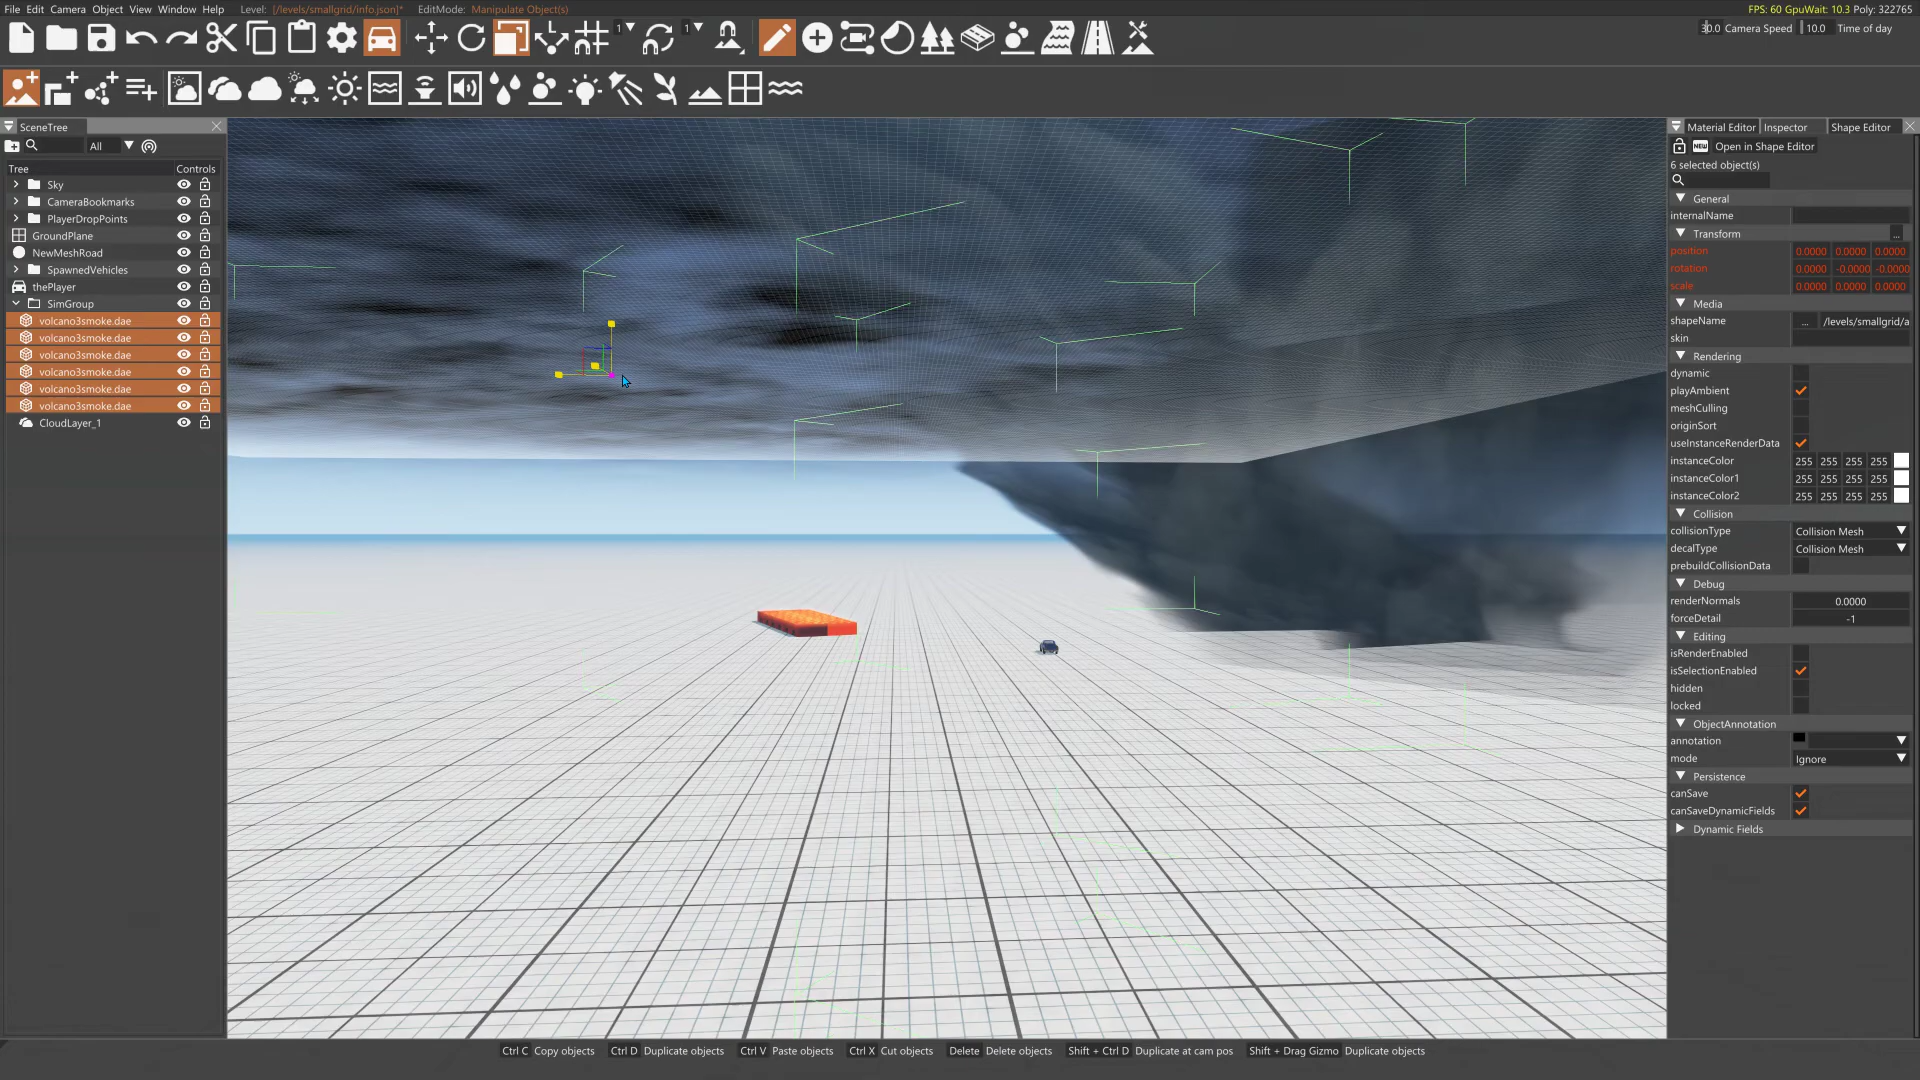 File Edit Camera Object View Window Help Level: [/levels/smallgrid/info.json]* EditMode: Manipulate Object(s) FPS: 60 GpuWait: 10.3 Poly: 322765
30.0 Camera Speed 10.0 Time of day
1 1
SceneTree
All
Tree Controls
Sky
CameraBookmarks
PlayerDropPoints
GroundPlane
NewMeshRoad
SpawnedVehicles
thePlayer
SimGroup
volcano3smoke.dae
volcano3smoke.dae
volcano3smoke.dae
volcano3smoke.dae
volcano3smoke.dae
volcano3smoke.dae
CloudLayer_1
Material Editor Inspector Shape Editor
NEW Open in Shape Editor
6 selected object(s)
General
internalName
Transform ...
position 0.0000 0.0000 0.0000
rotation 0.0000 -0.0000 -0.0000
scale 0.0000 0.0000 0.0000
Media
shapeName ... /levels/smallgrid/a
skin
Rendering
dynamic
playAmbient
meshCulling
originSort
useInstanceRenderData
instanceColor 255 255 255 255
instanceColor1 255 255 255 255
instanceColor2 255 255 255 255
Collision
collisionType Collision Mesh
decalType Collision Mesh
prebuildCollisionData
Debug
renderNormals 0.0000
forceDetail -1
Editing
isRenderEnabled
isSelectionEnabled
hidden
locked
ObjectAnnotation
annotation
mode Ignore
Persistence
canSave
canSaveDynamicFields
Dynamic Fields
Ctrl C Copy objects Ctrl D Duplicate objects Ctrl V Paste objects Ctrl X Cut objects Delete Delete objects Shift + Ctrl D Duplicate at cam pos Shift + Drag Gizmo Duplicate objects